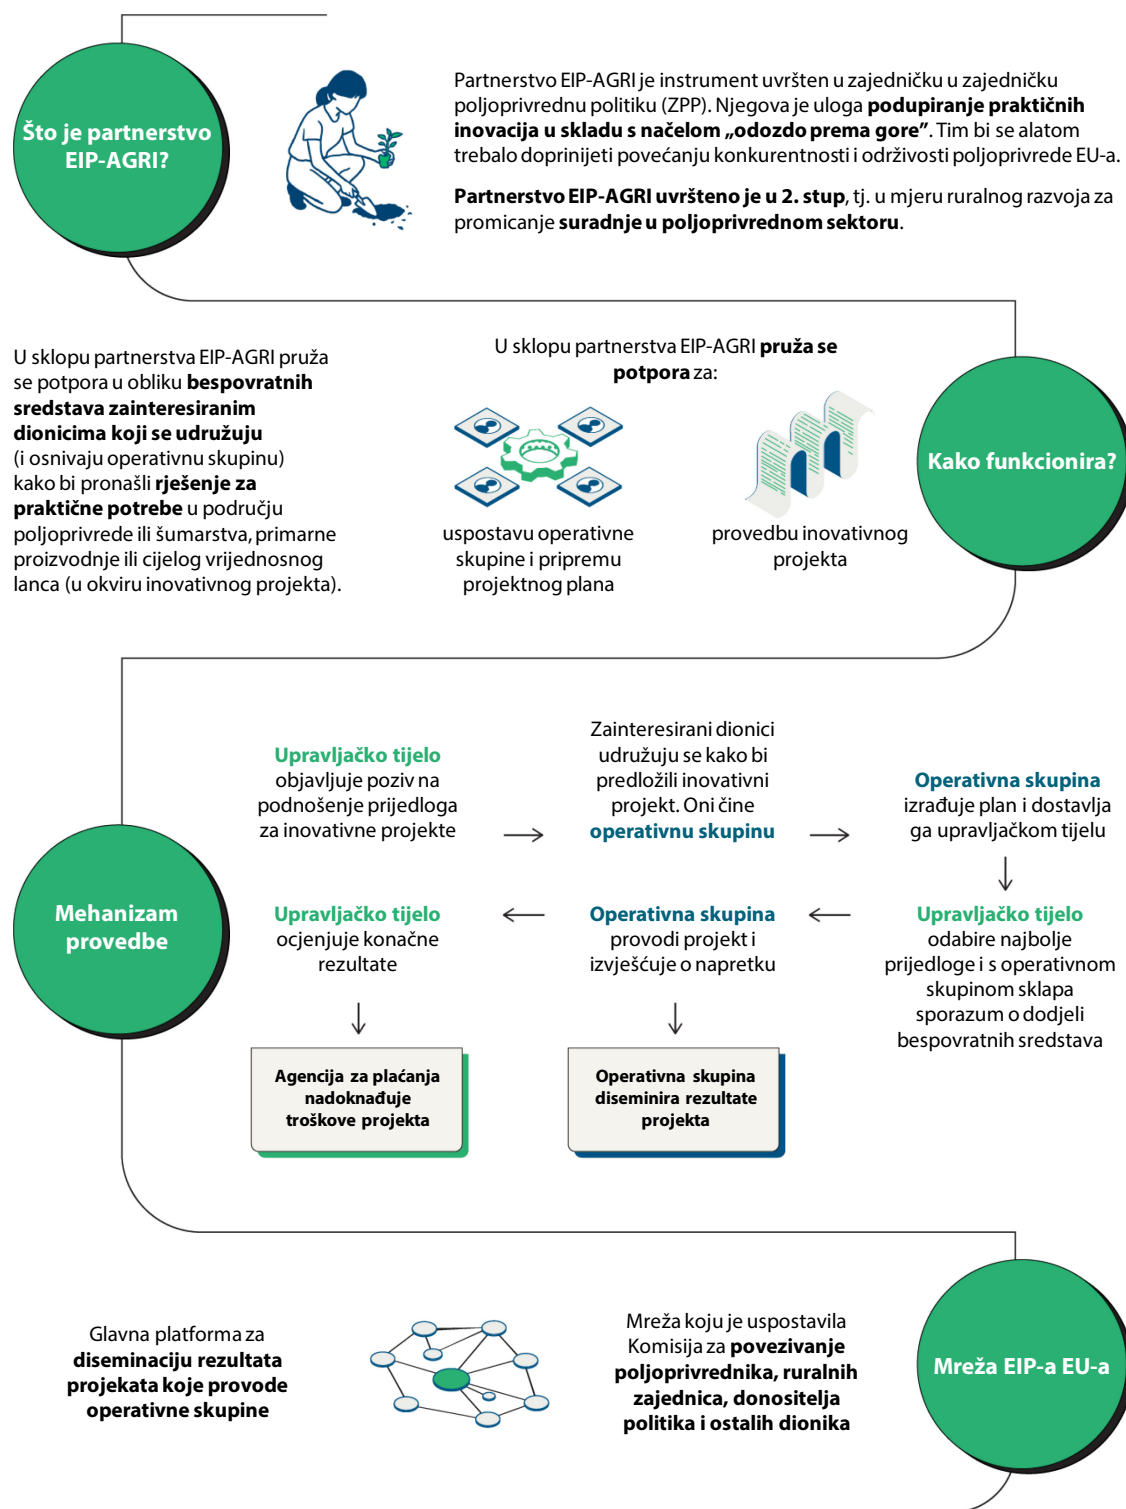 Što je partnerstvo
EIP-AGRI?
Partnerstvo EIP-AGRI je instrument uvršten u zajedničku u zajedničku
poljoprivrednu politiku (ZPP). Njegova je uloga podupiranje praktičnih
inovacija u skladu s načelom „odozdo prema gore”. Tim bi se alatom
trebalo doprinijeti povećanju konkurentnosti i održivosti poljoprivrede EU-a.
Partnerstvo EIP-AGRI uvršteno je u 2. stup, tj. u mjeru ruralnog razvoja za
promicanje suradnje u poljoprivrednom sektoru.
U sklopu partnerstva EIP-AGRI pruža
se potpora u obliku bespovratnih
sredstava zainteresiranim
dionicima koji se udružuju
(i osnivaju operativnu skupinu)
kako bi pronašli rješenje za
praktične potrebe u području
poljoprivrede ili šumarstva, primarne
proizvodnje ili cijelog vrijednosnog
lanca (u okviru inovativnog projekta).
U sklopu partnerstva EIP-AGRI pruža se
potpora za:
uspostavu operativne
skupine i pripremu
projektnog plana
provedbu inovativnog
projekta
Kako funkcionira?
Mehanizam
provedbe
Upravljačko tijelo
objavljuje poziv na
podnošenje prijedloga
za inovativne projekte
Zainteresirani dionici
udružuju se kako bi
predložili inovativni
projekt. Oni čine
operativnu skupinu
Operativna skupina
izrađuje plan i dostavlja
ga upravljačkom tijelu
Upravljačko tijelo
odabire najbolje
prijedloge i s operativnom
skupinom sklapa
sporazum o dodjeli
bespovratnih sredstava
Operativna skupina
provodi projekt i
izvješćuje o napretku
Upravljačko tijelo
ocjenjuje konačne
rezultate
Agencija za plaćanja
nadoknađuje
troškove projekta
Operativna skupina
diseminira rezultate
projekta
Glavna platforma za
diseminaciju rezultata
projekata koje provode
operativne skupine
Mreža koju je uspostavila
Komisija za povezivanje
poljoprivrednika, ruralnih
zajednica, donositelja
politika i ostalih dionika
Mreža EIP-a EU-a